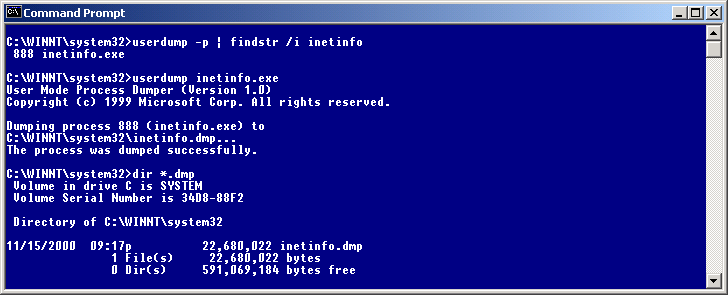 Command Prompt
C:\WINNT\system32>userdump -p ¦ findstr /i inetinfo
 888 inetinfo.exe
C:\WINNT\system32>userdump inetinfo.exe
User Mode Process Dumper (Version 1.0)
Copyright (c) 1999 Microsoft Corp. All rights reserved.
Dumping process 888 (inetinfo.exe) to
C:\WINNT\system32\inetinfo.dmp...
The process was dumped successfully.
C:\WINNT\system32>dir *.dmp
 Volume in drive C is SYSTEM
 Volume Serial Number is 34D8-88F2
 Directory of C:\WINNT\system32
11/15/2000  09:17p          22,680,022 inetinfo.dmp
               1 File(s)     22,680,022 bytes
               0 Dir(s)    591,069,184 bytes free